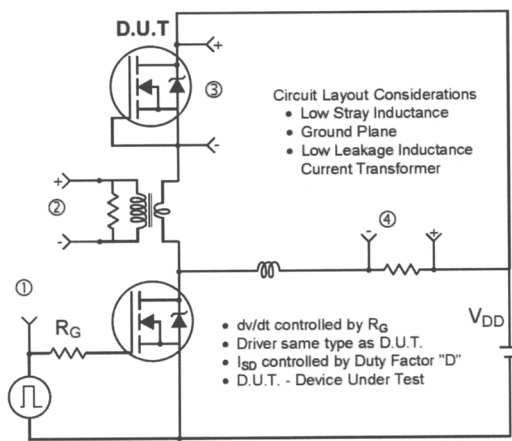 D.U.T
+
③
-
Circuit Layout Considerations
• Low Stray Inductance
• Ground Plane
• Low Leakage Inductance
Current Transformer
+
②
-
④
-
+
①
RG
VDD
• dv/dt controlled by RG
• Driver same type as D.U.T.
• ISD controlled by Duty Factor "D"
• D.U.T. - Device Under Test